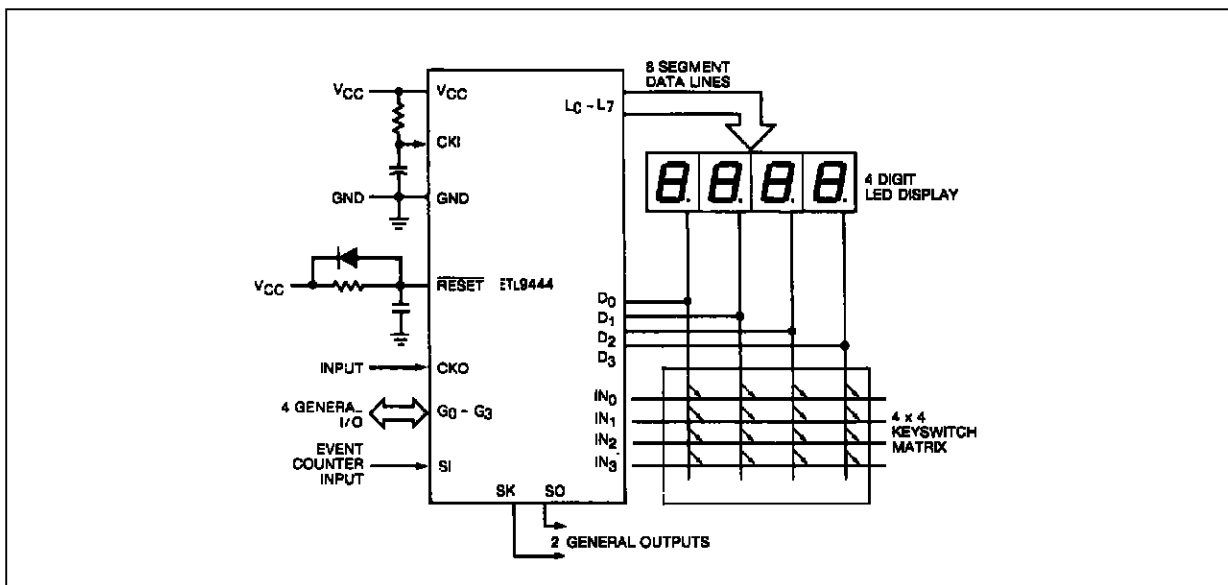 8 SEGMENT
DATA LINES
VCC
VCC
L0 – L7
CKI
GND
GND
4 DIGIT
LED DISPLAY
VCC
RESET
ETL9444
D0
D1
D2
D3
INPUT
CKO
IN0
IN1
IN2
IN3
4 x 4
KEYSWITCH
MATRIX
4 GENERAL
I/O
G0 – G3
EVENT
COUNTER
INPUT
SI
SK
SO
2 GENERAL OUTPUTS